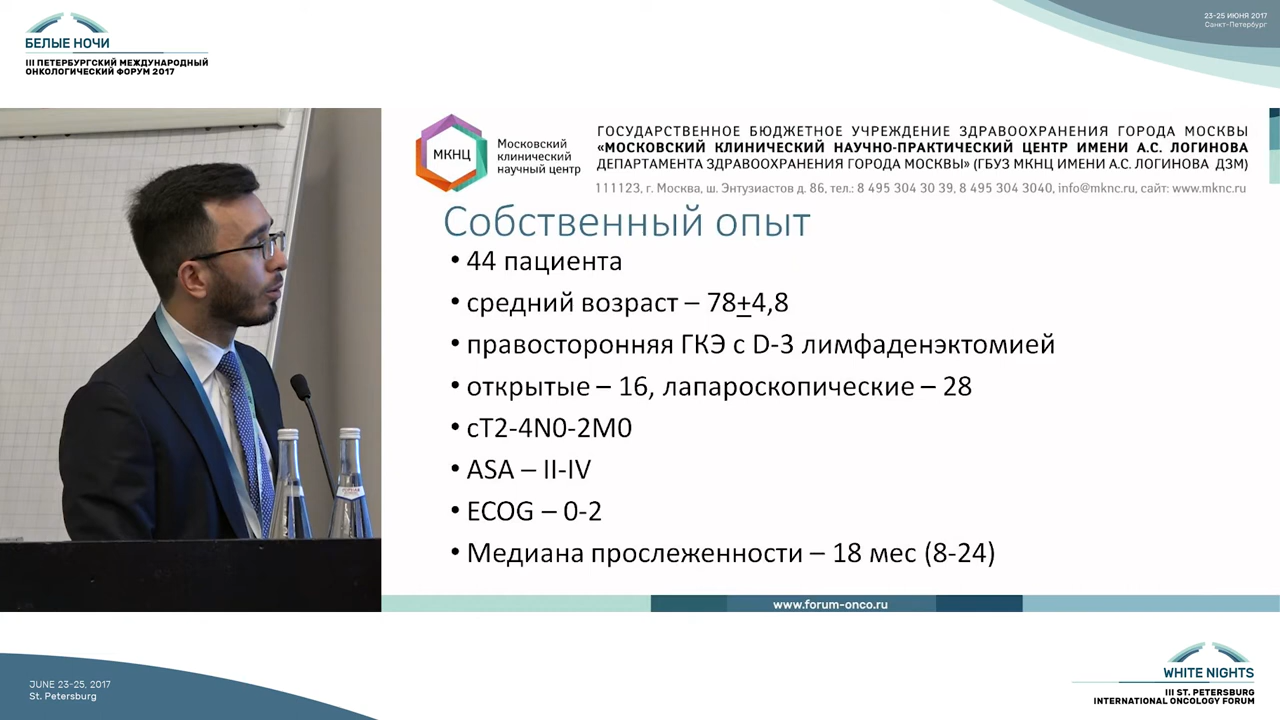 БЕЛЫЕ НОЧИ
III ПЕТЕРБУРГСКИЙ МЕЖДУНАРОДНЫЙ
ОНКОЛОГИЧЕСКИЙ ФОРУМ 2017
23-25 ИЮНЯ 2017
Санкт-Петербург
МКНЦ
Московский
клинический
научный центр
ГОСУДАРСТВЕННОЕ БЮДЖЕТНОЕ УЧРЕЖДЕНИЕ ЗДРАВООХРАНЕНИЯ ГОРОДА МОСКВЫ
«МОСКОВСКИЙ КЛИНИЧЕСКИЙ НАУЧНО-ПРАКТИЧЕСКИЙ ЦЕНТР ИМЕНИ А.С. ЛОГИНОВА
ДЕПАРТАМЕНТА ЗДРАВООХРАНЕНИЯ ГОРОДА МОСКВЫ» (ГБУЗ МКНЦ ИМЕНИ А.С. ЛОГИНОВА ДЗМ)
111123, г. Москва, ш. Энтузиастов д. 86, тел.: 8 495 304 30 39, 8 495 304 3040, info@mknc.ru, сайт: www.mknc.ru
Собственный опыт
• 44 пациента
• средний возраст – 78+4,8
• правосторонняя ГКЭ с D-3 лимфаденэктомией
• открытые – 16, лапароскопические – 28
• cT2-4N0-2M0
• ASA – II-IV
• ECOG – 0-2
• Медиана прослеженности – 18 мес (8-24)
www.forum-onco.ru
JUNE 23-25, 2017
St. Petersburg
WHITE NIGHTS
III ST. PETERSBURG
INTERNATIONAL ONCOLOGY FORUM